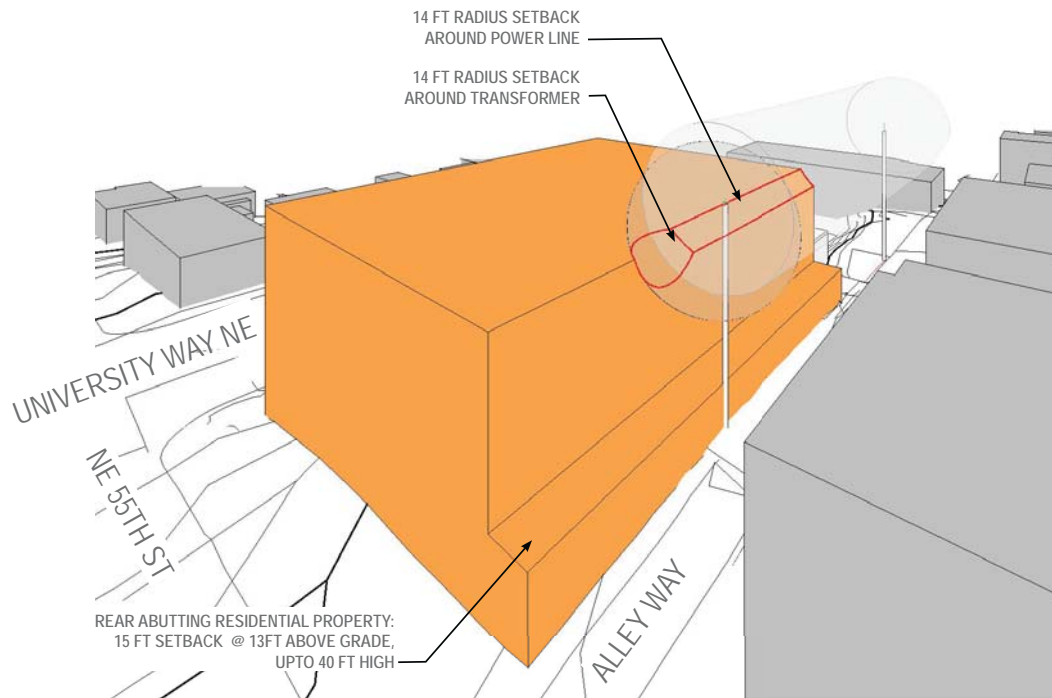 14 FT RADIUS SETBACK
AROUND POWER LINE
14 FT RADIUS SETBACK
AROUND TRANSFORMER
UNIVERSITY WAY NE
NE 55TH ST
REAR ABUTTING RESIDENTIAL PROPERTY:
15 FT SETBACK @ 13FT ABOVE GRADE,
UPTO 40 FT HIGH
ALLEY WAY